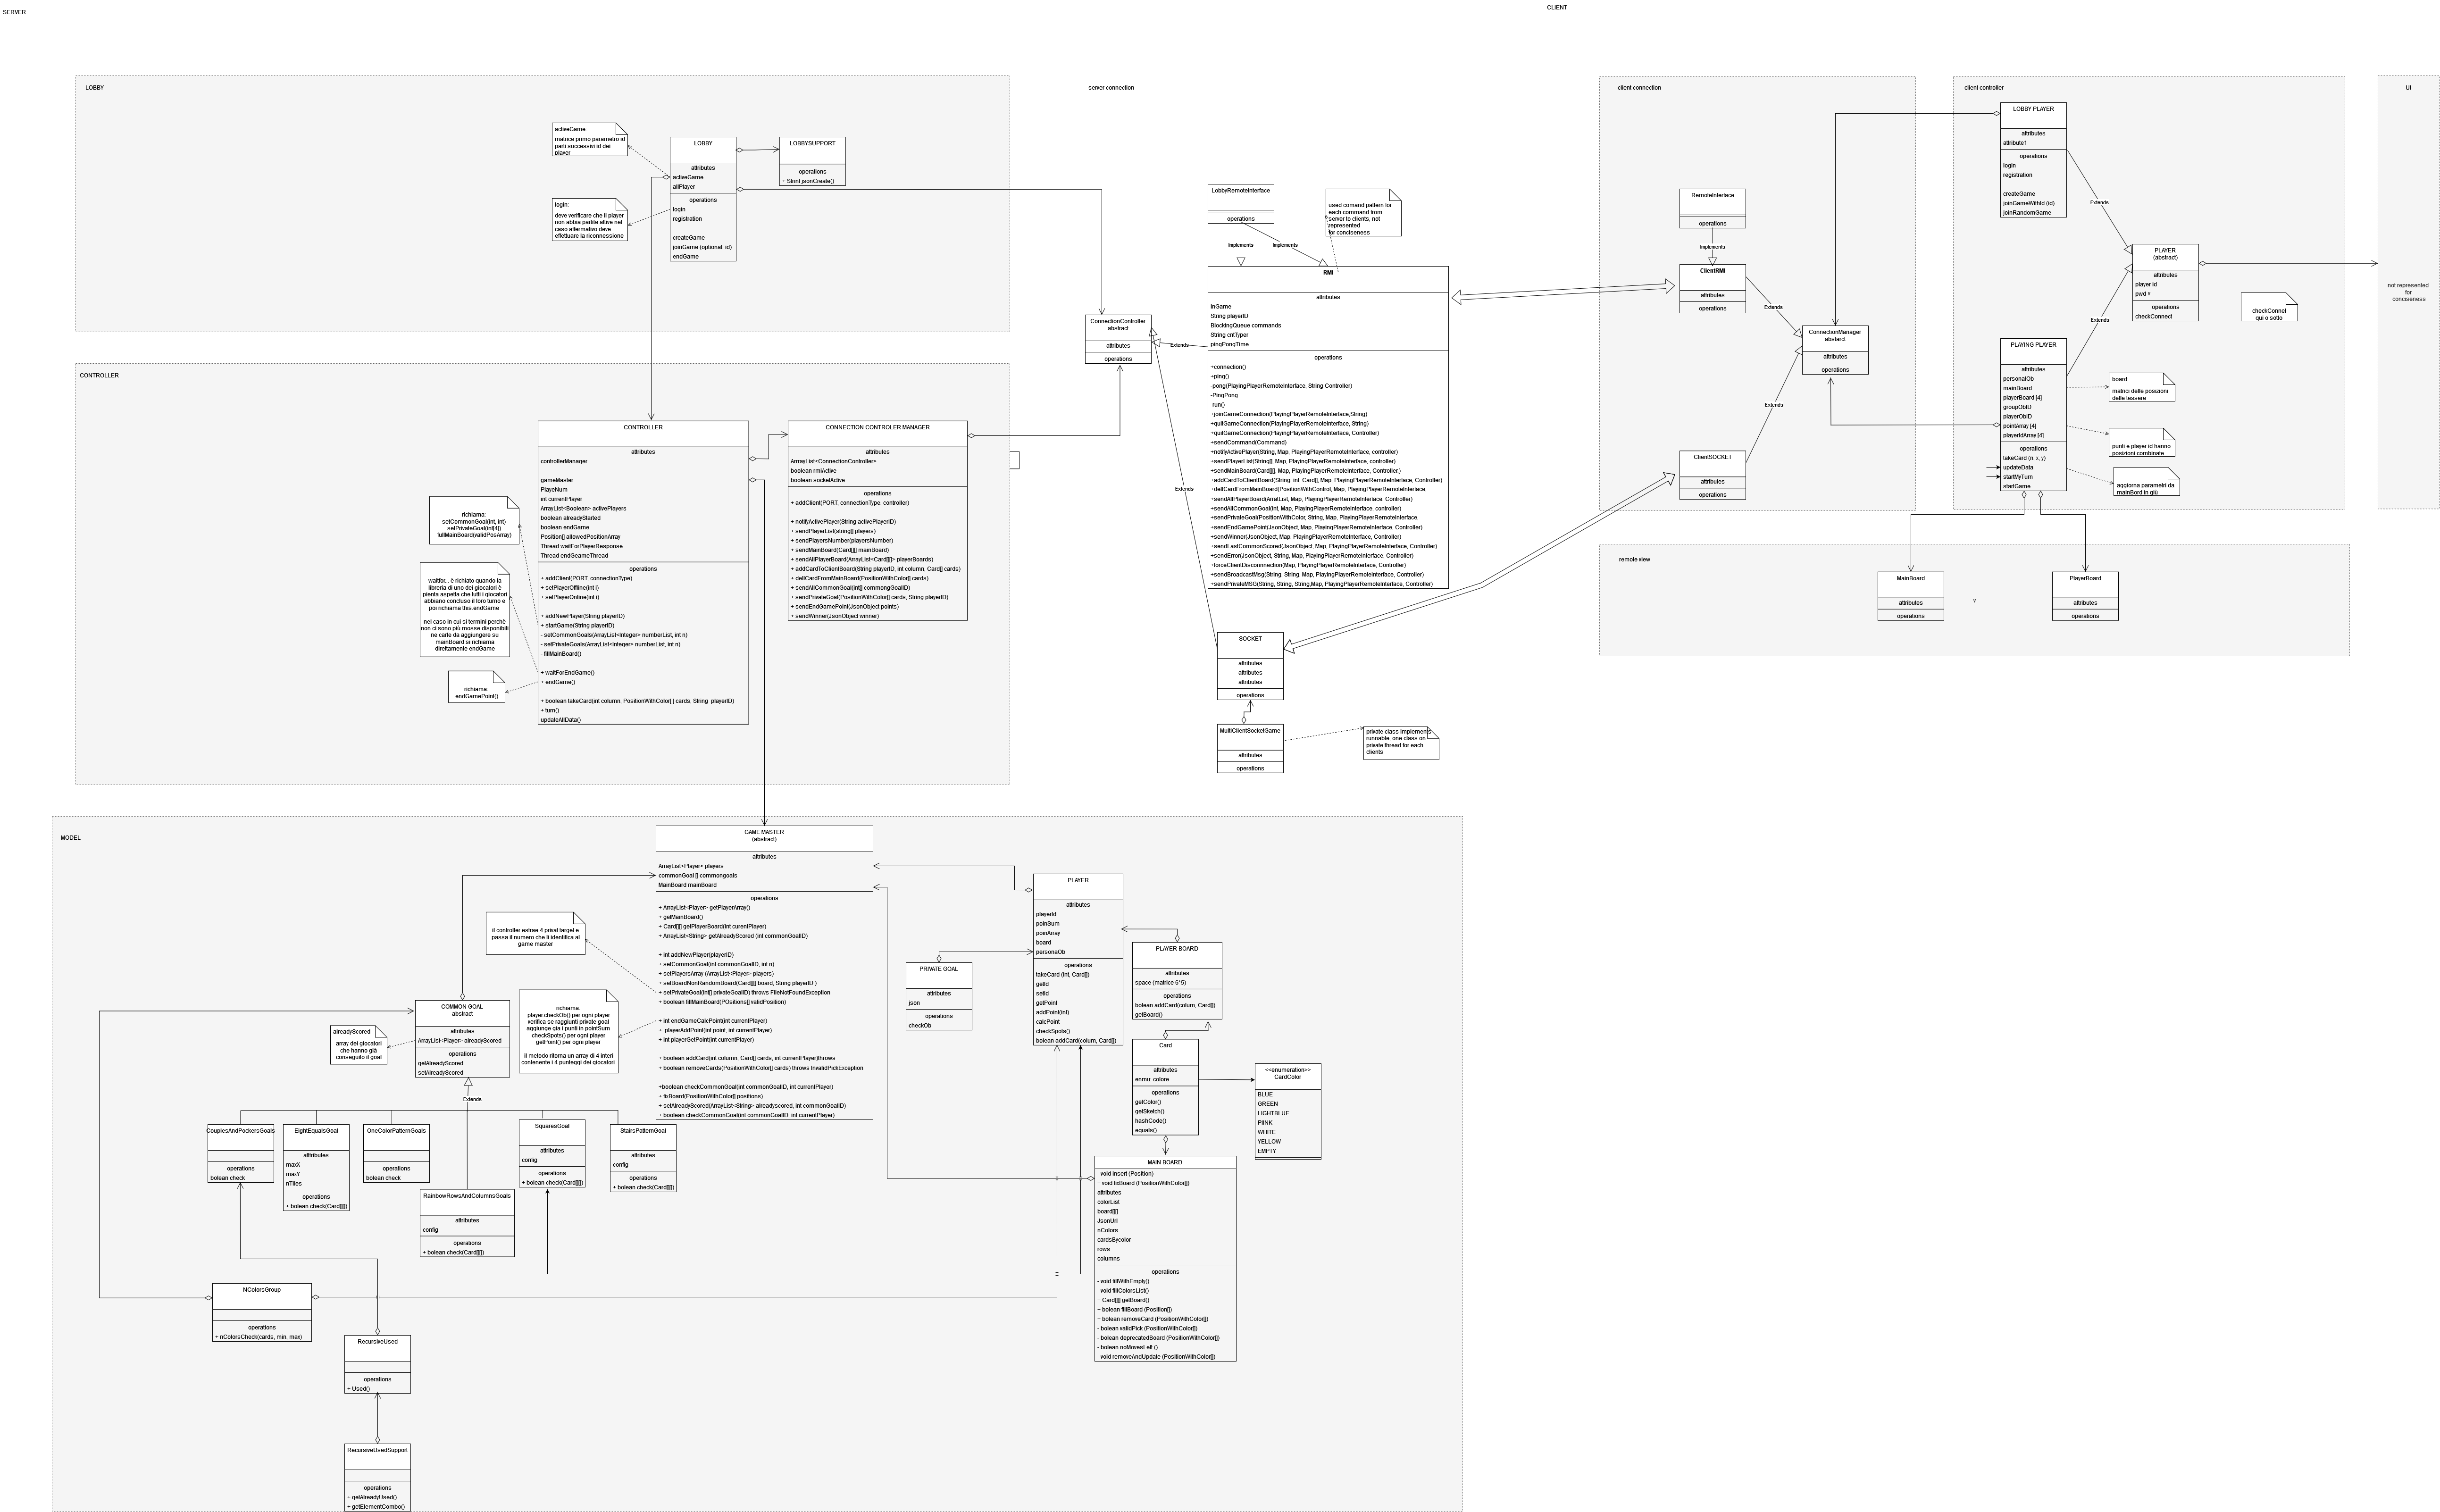 SERVER
CLIENT
LOBBY
activeGame:
matrice primo parametro id
parti successivi id dei
player
login:
deve verificare che il player
non abbia partite attive nel
caso affermativo deve
effettuare la riconnessione
LOBBY
attributes
activeGame
allPlayer
operations
login
registration
createGame
joinGame (optional: id)
endGame
LOBBYSUPPORT
operations
+ Strinf jsonCreate()
CONTROLLER
richiama:
setCommonGoal(int, int)
setPrivateGoal(int[4])
fullMainBoard(validPosArray)
waitfor... è richiato quando la
libreria di uno dei giocatori è
pienta aspetta che tutti i giocatori
abbiano concluso il loro turno e
poi richiama this.endGame
nel caso in cui si termini perchè
non ci sono più mosse disponibili
ne carte da aggiungere su
mainBoard si richiama
direttamente endGame
richiama:
endGamePoint()
CONTROLLER
attributes
controllerManager
gameMaster
PlayeNum
int currentPlayer
ArrayList<Boolean> activePlayers
boolean alreadyStarted
boolean endGame
Position[] allowedPositionArray
Thread waitForPlayerResponse
Thread endGeameThread
operations
+ addClient(PORT, connectionType)
+ setPlayerOffline(int i)
+ setPlayerOnline(int i)
+ addNewPlayer(String playerID)
+ startGame(String playerID)
- setCommonGoals(ArrayList<Integer> numberList, int n)
- setPrivateGoals(ArrayList<Integer> numberList, int n)
- fillMainBoard()
+ waitForEndGame()
+ endGame()
+ boolean takeCard(int column, PositionWithColor[ ] cards, String  playerID)
+ turn()
updateAllData()
CONNECTION CONTROLER MANAGER
attributes
ArrayList<ConnectionController>
boolean rmiActive
boolean socketActive
operations
+ addClient(PORT, connectionType, controller)
+ notifyActivePlayer(String activePlayerID)
+ sendPlayerList(string[] players)
+ sendPlayersNumber(playersNumber)
+ sendMainBoard(Card[][] mainBoard)
+ sendAllPlayerBoard(ArrayList<Card[][]> playerBoards)
+ addCardToClientBoard(String playerID, int column, Card[] cards)
+ dellCardFromMainBoard(PositionWithColor[] cards)
+ sendAllCommonGoal(int[] commongGoalID)
+ sendPrivateGoal(PositionWithColor[] cards, String playerID)
+ sendEndGamePoint(JsonObject points)
+ sendWinner(JsonObject winner)
server connection
ConnectionController
abstract
attributes
operations
LobbyRemoteInterface
operations
Implements
Implements
used comand pattern for
each command from
server to clients, not
represented
for conciseness
RMI
attributes
inGame
String playerID
BlockingQueue commands
String cntTyper
pingPongTime
operations
+connection()
+ping()
-pong(PlayingPlayerRemoteInterface, String Controller)
-PingPong
-run()
+joinGameConnection(PlayingPlayerRemoteInterface,String)
+quitGameConnection(PlayingPlayerRemoteInterface, String)
+quitGameConnection(PlayingPlayerRemoteInterface, Controller)
+sendCommand(Command)
+notifyActivePlayer(String, Map, PlayingPlayerRemoteInterface, controller)
+sendPlayerList(String[], Map, PlayingPlayerRemoteInterface, controller)
+sendMainBoard(Card[][], Map, PlayingPlayerRemoteInterface, Controller,)
+addCardToClientBoard(String, int, Card[], Map, PlayingPlayerRemoteInterface, Controller)
+dellCardFromMainBoard(PositionWithControl, Map, PlayingPlayerRemoteInterface,
+sendAllPlayerBoard(ArratList, Map, PlayingPlayerRemoteInterface, Controller)
+sendAllCommonGoal(int, Map, PlayingPlayerRemoteInterface, controller)
+sendPrivateGoal(PositionWithColor, String, Map, PlayingPlayerRemoteInterface,
+sendEndGamePoint(JsonObject, Map, PlayingPlayerRemoteInterface, Controller)
+sendWinner(JsonObject, Map, PlayingPlayerRemoteInterface, Controller)
+sendLastCommonScored(JsonObject, Map, PlayingPlayerRemoteInterface, Controller)
+sendError(JsonObject, String, Map, PlayingPlayerRemoteInterface, Controller)
+forceClientDisconnnection(Map, PlayingPlayerRemoteInterface, Controller)
+sendBroadcastMsg(String, String, Map, PlayingPlayerRemoteInterface, Controller)
+sendPrivateMSG(String, String, String,Map, PlayingPlayerRemoteInterface, Controller)
Extends
Extends
SOCKET
attributes
attributes
attributes
operations
MultiClientSocketGame
attributes
operations
private class implements
runnable, one class on
private thread for each
clients
client connection
RemoteInterface
operations
Implements
ClientRMI
attributes
operations
Extends
ConnectionManager
abstarct
attributes
operations
Extends
ClientSOCKET
attributes
operations
client controller
LOBBY PLAYER
attributes
attribute1
operations
login
registration
createGame
joinGameWithId (id)
joinRandomGame
Extends
PLAYER
(abstract)
attributes
player id
pwd ?
operations
checkConnect
checkConnet
qui o sotto
Extends
PLAYING PLAYER
attributes
personalOb
mainBoard
playerBoard [4]
groupObID
playerObID
pointArray [4]
playerIdArray [4]
operations
takeCard (n, x, y)
updateData
startMyTurn
startGame
board:
matrici delle posizioni
delle tessere
punti e player id hanno
posizioni combinate
aggiorna parametri da
mainBord in giù
UI
not represented
for
conciseness
remote view
MainBoard
attributes
operations
?
PlayerBoard
attributes
operations
MODEL
GAME MASTER
(abstract)
attributes
ArrayList<Player> players
commonGoal [] commongoals
MainBoard mainBoard
operations
+ ArrayList<Player> getPlayerArray()
+ getMainBoard()
+ Card[][] getPlayerBoard(int curentPlayer)
+ ArrayList<String> getAlreadyScored (int commonGoalID)
+ int addNewPlayer(playerID)
+ setCommonGoal(int commonGoalID, int n)
+ setPlayersArray (ArrayList<Player> players)
+ setBoardNonRandomBoard(Card[][] board, String playerID )
+ setPrivateGoal(int[] privateGoalID) throws FileNotFoundException
+ boolean fillMainBoard(POsitions[] validPosition)
+ int endGameCalcPoint(int currentPlayer)
+  playerAddPoint(int point, int currentPlayer)
+ int playerGetPoint(int currentPlayer)
+ boolean addCard(int column, Card[] cards, int currentPlayer)throws
+ boolean removeCards(PositionWithColor[] cards) throws InvalidPickException
+boolean checkCommonGoal(int commonGoalID, int currentPlayer)
+ fixBoard(PositionWithColor[] positions)
+ setAlreadyScored(ArrayList<String> alreadyscored, int commonGoalID)
+ boolean checkCommonGoal(int commonGoalID, int currentPlayer)
il controller estrae 4 privat target e
passa il numero che li identifica al
game master
richiama:
player.checkOb() per ogni player
verifica se raggiunti private goal
aggiunge gia i punti in pointSum
checkSpots() per ogni player
getPoint() per ogni player
il metodo ritorna un array di 4 interi
contenente i 4 punteggi dei giocatori
COMMON GOAL
abstract
attributes
ArrayList<Player> alreadyScored
operations
getAlreadyScored
setAlreadyScored
alreadyScored
array dei giocatori
che hanno già
conseguito il goal
Extends
CouplesAndPockersGoals
operations
bolean check
EightEqualsGoal
atttributes
maxX
maxY
nTiles
operations
+ bolean check(Card[][])
OneColorPatternGoals
operations
bolean check
RainbowRowsAndColumnsGoals
attributes
config
operations
+ bolean check(Card[][])
SquaresGoal
attributes
config
operations
+ bolean check(Card[][])
StairsPatternGoal
attributes
config
operations
+ bolean check(Card[][])
NColorsGroup
operations
+ nColorsCheck(cards, min, max)
RecursiveUsed
operations
+ Used()
RecursiveUsedSupport
operations
+ getAlreadyUsed()
+ getElementCombo()
PRIVATE GOAL
attributes
json
operations
checkOb
PLAYER
attributes
playerId
poinSum
poinArray
board
personaOb
operations
takeCard (int, Card[])
getId
setId
getPoint
addPoint(int)
calcPoint
checkSpots()
bolean addCard(colum, Card[])
PLAYER BOARD
attributes
space (matrice 6*5)
operations
bolean addCard(colum, Card[])
getBoard()
Card
attributes
enmu: colore
operations
getColor()
getSketch()
hashCode()
equals()
<<enumeration>>
CardColor
BLUE
GREEN
LIGHTBLUE
PIINK
WHITE
YELLOW
EMPTY
MAIN BOARD
- void insert (Position)
+ void fixBoard (PositionWithColor[])
attributes
colorList
board[][]
JsonUrl
nColors
cardsBycolor
rows
columns
operations
- void fillWithEmpty()
- void fillColorsList()
+ Card[][] getBoard()
+ bolean fillBoard (Position[])
+ bolean removeCard (PositionWithColor[])
- bolean validPick (PositionWithColor[])
- bolean deprecatedBoard (PositionWithColor[])
- bolean noMovesLeft ()
- void removeAndUpdate (PositionWithColor[])